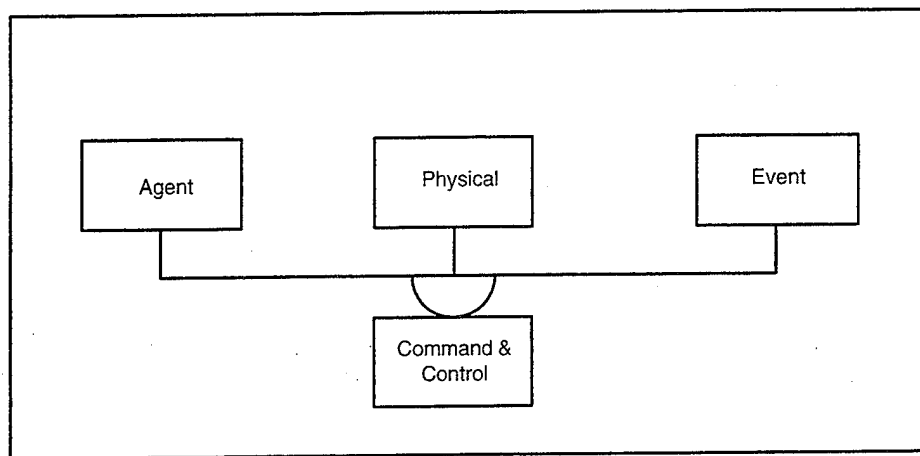 Agent
Physical
Event
Command &
Control